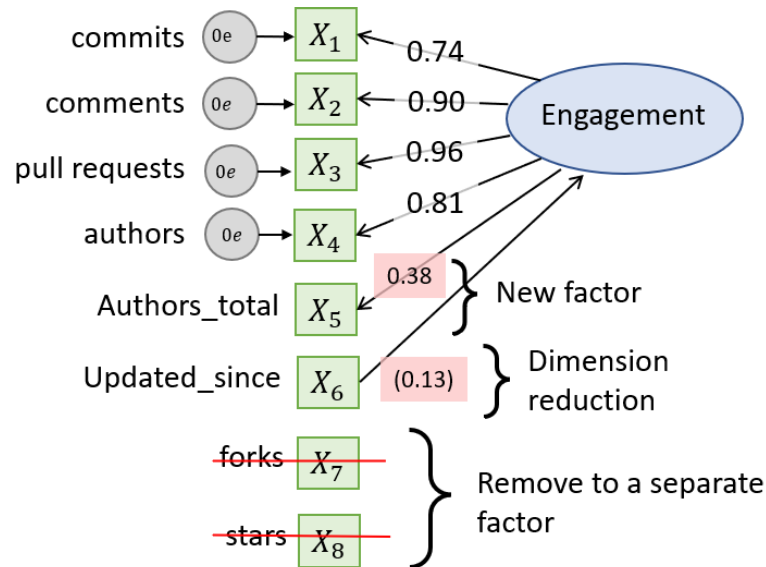 commits 0e X₁ 0.74
comments 0e X₂ 0.90 Engagement
pull requests 0e X₃ 0.96
authors 0e X₄ 0.81
Authors_total X₅ 0.38 New factor
Updated_since X₆ (0.13) Dimension
reduction
forks X₇
Remove to a separate
factor
stars X₈